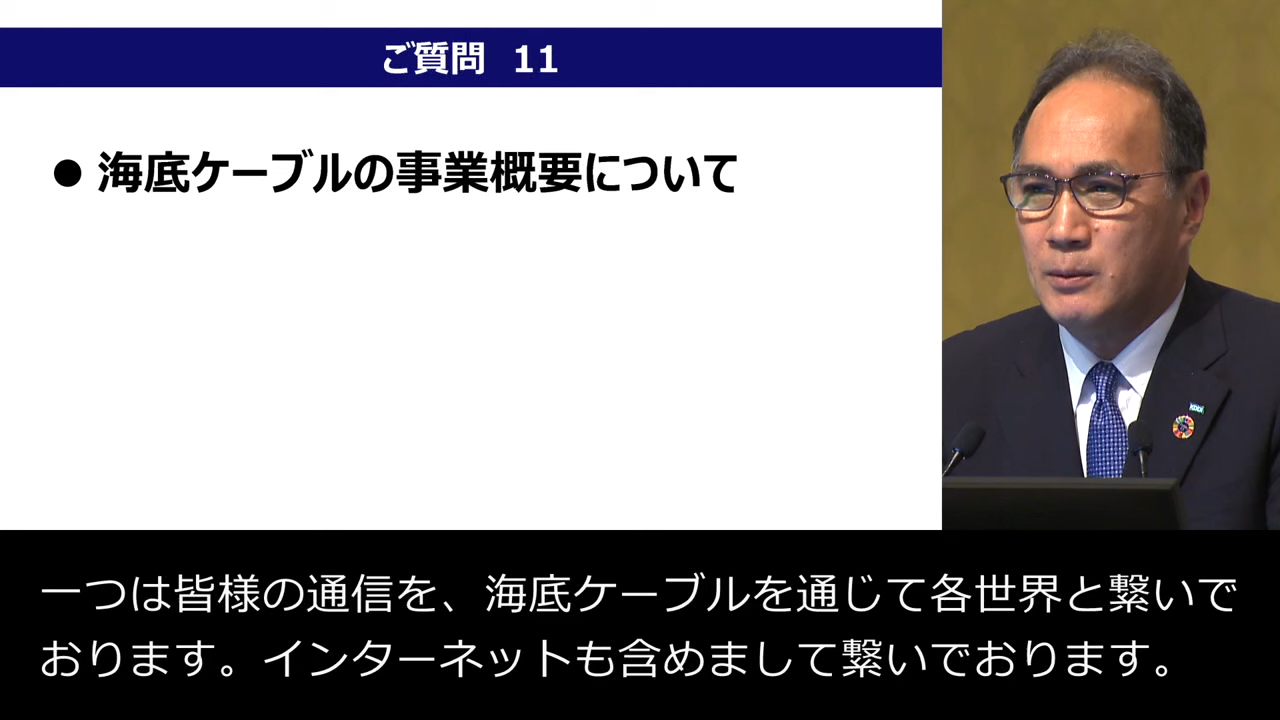 ご質問 11
● 海底ケーブルの事業概要について
KDDI
一つは皆様の通信を、海底ケーブルを通じて各世界と繋いで
おります。インターネットも含めまして繋いでおります。